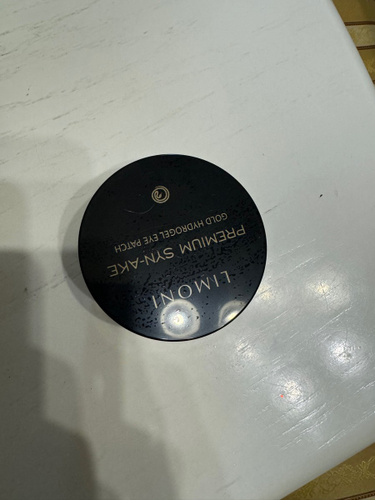 LIMONI
PREMIUM SYN-AKE
GOLD HYDROGEL EYE PATCH